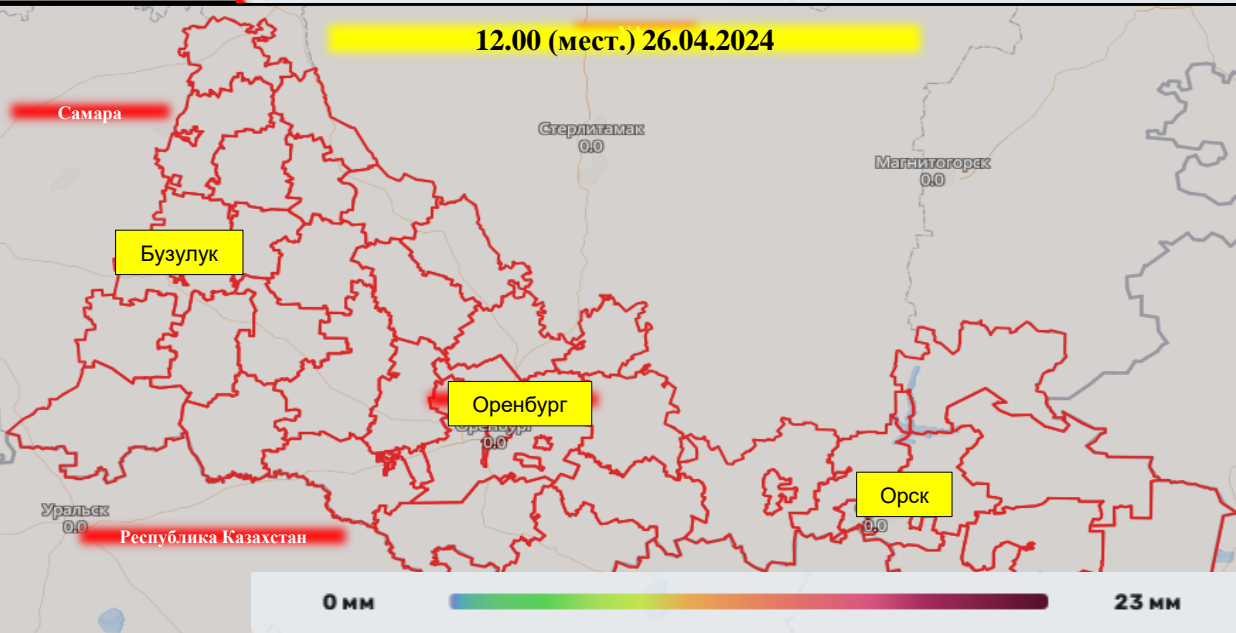 12.00 (мест.) 26.04.2024
Самара
Стерлитамак
0.0
Магнитогорск
0.0
Бузулук
Оренбург
Оренбург
0.0
Орск
0.0
Уральск
0.0
Республика Казахстан
0 мм
23 мм